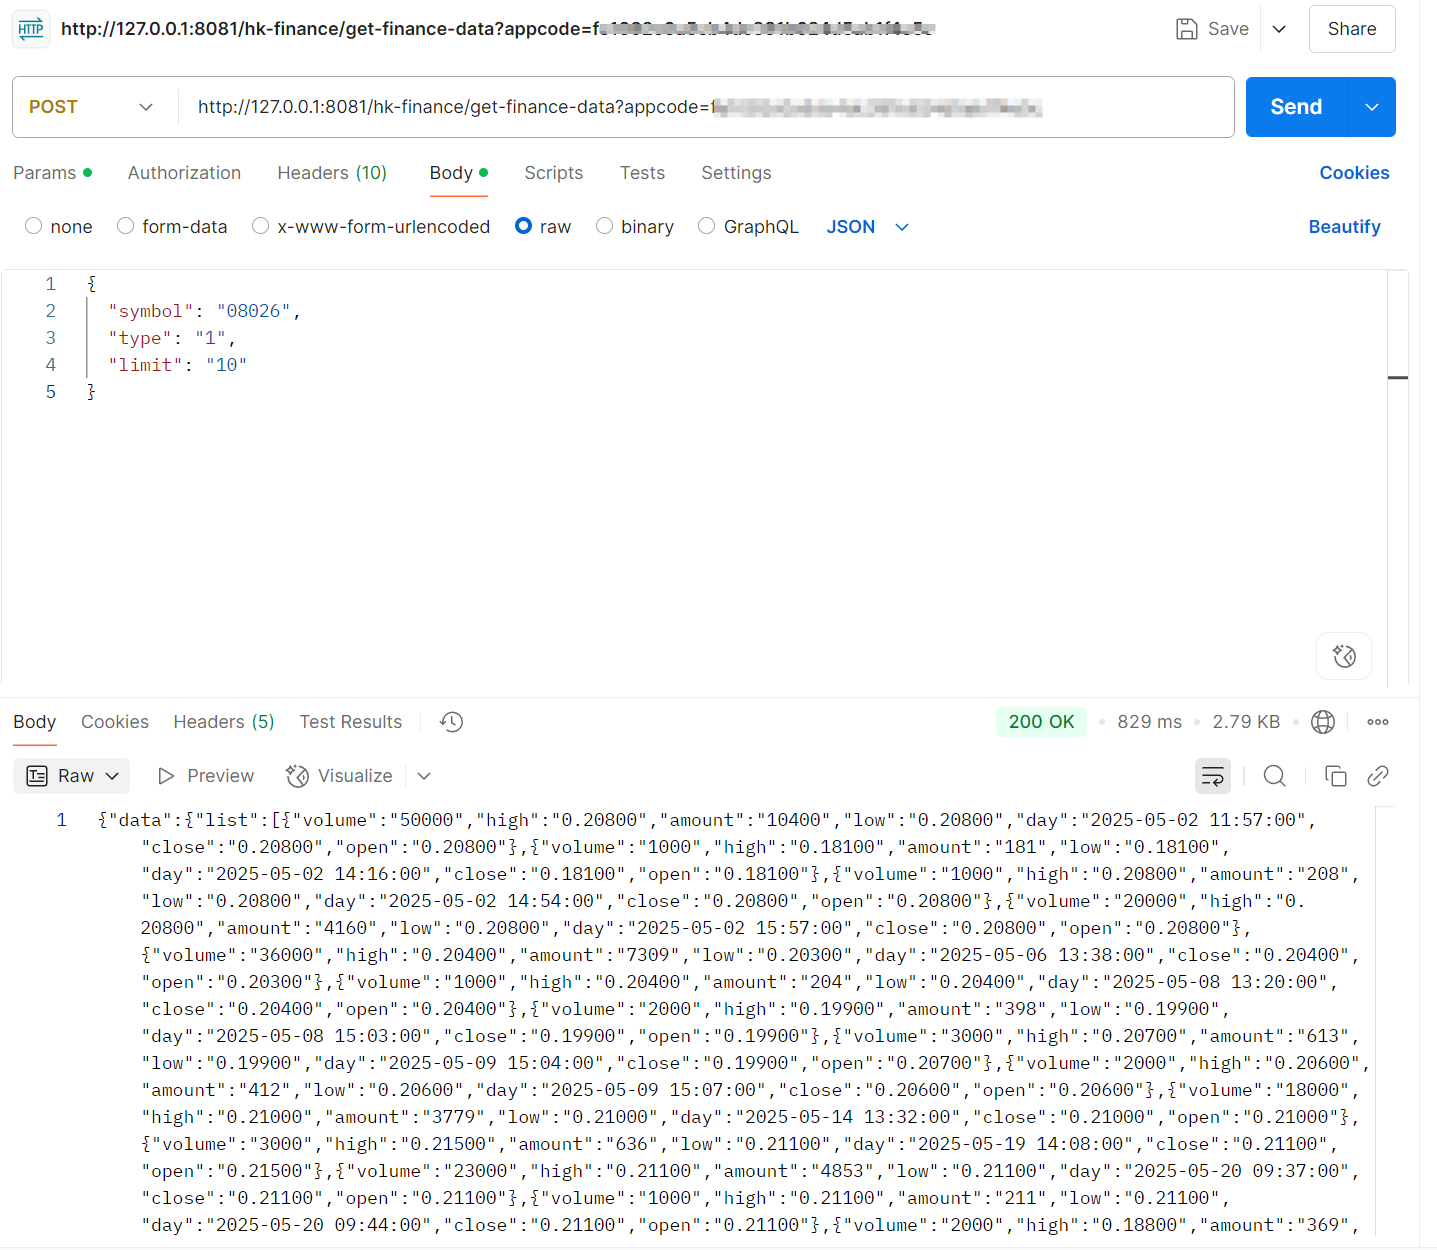 HTTP http://127.0.0.1:8081/hk-finance/get-finance-data?appcode= Save Share
POST http://127.0.0.1:8081/hk-finance/get-finance-data?appcode= Send
Params Authorization Headers (10) Body Scripts Tests Settings Cookies
none form-data x-www-form-urlencoded raw binary GraphQL JSON Beautify
1 {
2 "symbol": "08026",
3 "type": "1",
4 "limit": "10"
5 }
Body Cookies Headers (5) Test Results 200 OK 829 ms 2.79 KB
Raw Preview Visualize
1 {"data":{"list":[{"volume":"50000","high":"0.20800","amount":"10400","low":"0.20800","day":"2025-05-02 11:57:00",
"close":"0.20800","open":"0.20800"},{"volume":"1000","high":"0.18100","amount":"181","low":"0.18100",
"day":"2025-05-02 14:16:00","close":"0.18100","open":"0.18100"},{"volume":"1000","high":"0.20800","amount":"208",
"low":"0.20800","day":"2025-05-02 14:54:00","close":"0.20800","open":"0.20800"},{"volume":"20000","high":"0.
20800","amount":"4160","low":"0.20800","day":"2025-05-02 15:57:00","close":"0.20800","open":"0.20800"},
{"volume":"36000","high":"0.20400","amount":"7309","low":"0.20300","day":"2025-05-06 13:38:00","close":"0.20400",
"open":"0.20300"},{"volume":"1000","high":"0.20400","amount":"204","low":"0.20400","day":"2025-05-08 13:20:00",
"close":"0.20400","open":"0.20400"},{"volume":"2000","high":"0.19900","amount":"398","low":"0.19900",
"day":"2025-05-08 15:03:00","close":"0.19900","open":"0.19900"},{"volume":"3000","high":"0.20700","amount":"613",
"low":"0.19900","day":"2025-05-09 15:04:00","close":"0.19900","open":"0.20700"},{"volume":"2000","high":"0.20600",
"amount":"412","low":"0.20600","day":"2025-05-09 15:07:00","close":"0.20600","open":"0.20600"},{"volume":"18000",
"high":"0.21000","amount":"3779","low":"0.21000","day":"2025-05-14 13:32:00","close":"0.21000","open":"0.21000"},
{"volume":"3000","high":"0.21500","amount":"636","low":"0.21100","day":"2025-05-19 14:08:00","close":"0.21100",
"open":"0.21500"},{"volume":"23000","high":"0.21100","amount":"4853","low":"0.21100","day":"2025-05-20 09:37:00",
"close":"0.21100","open":"0.21100"},{"volume":"1000","high":"0.21100","amount":"211","low":"0.21100",
"day":"2025-05-20 09:44:00","close":"0.21100","open":"0.21100"},{"volume":"2000","high":"0.18800","amount":"369",